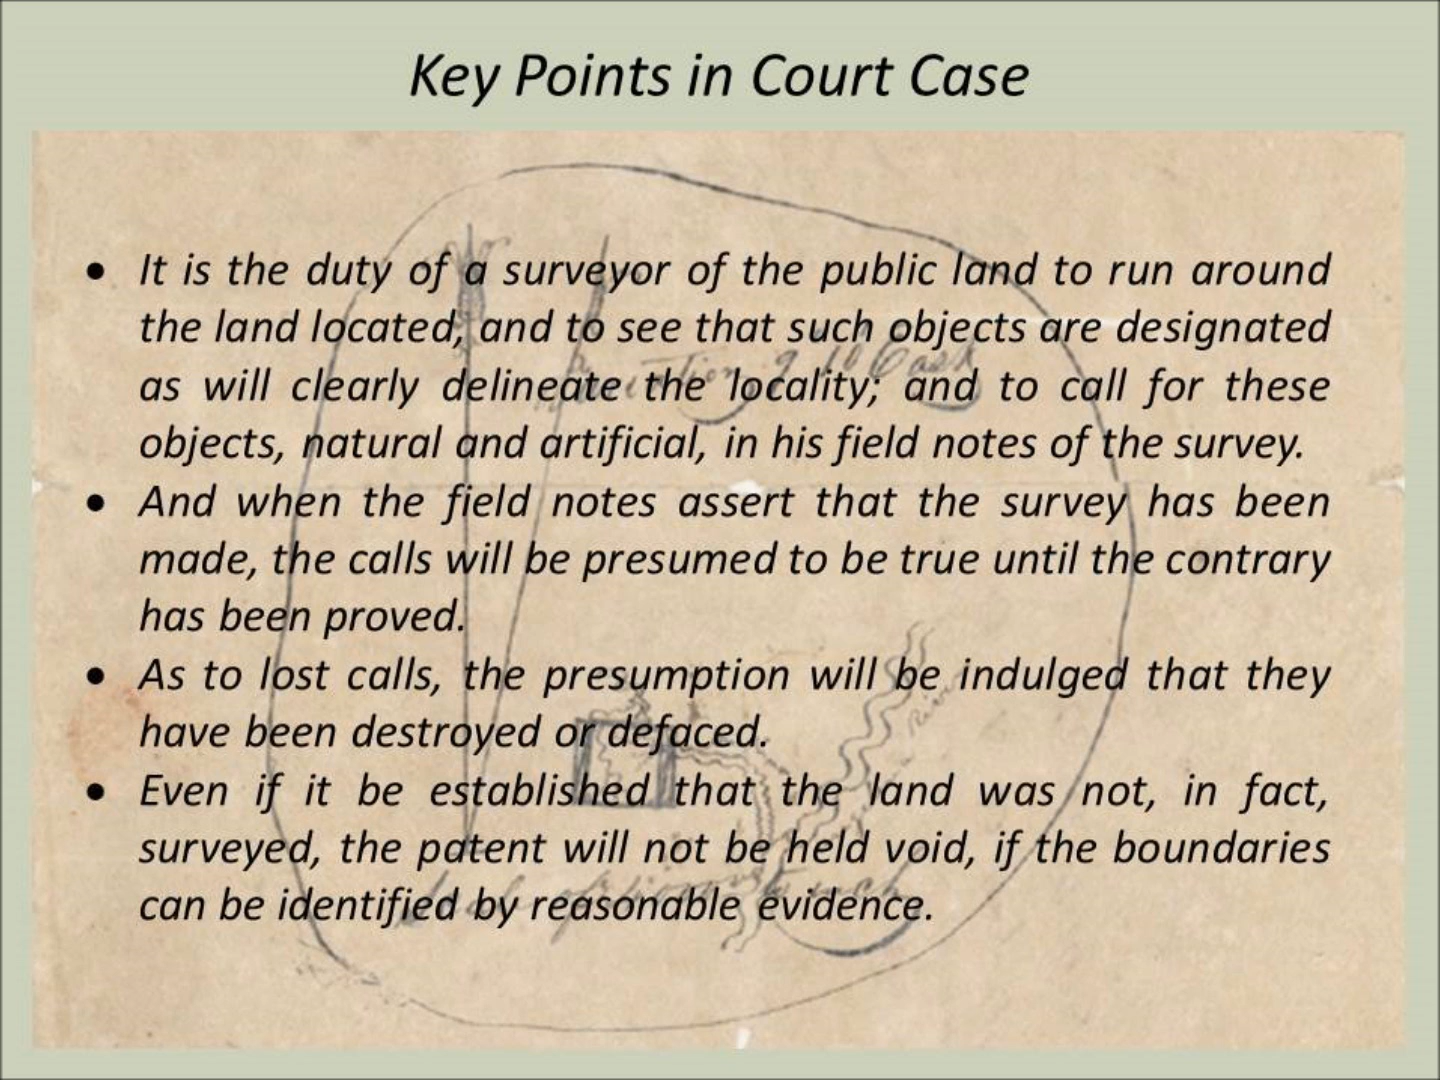 Key Points in Court Case
• It is the duty of a surveyor of the public land to run around
the land located, and to see that such objects are designated
as will clearly delineate the locality; and to call for these
objects, natural and artificial, in his field notes of the survey.
• And when the field notes assert that the survey has been
made, the calls will be presumed to be true until the contrary
has been proved.
• As to lost calls, the presumption will be indulged that they
have been destroyed or defaced.
• Even if it be established that the land was not, in fact,
surveyed, the patent will not be held void, if the boundaries
can be identified by reasonable evidence.